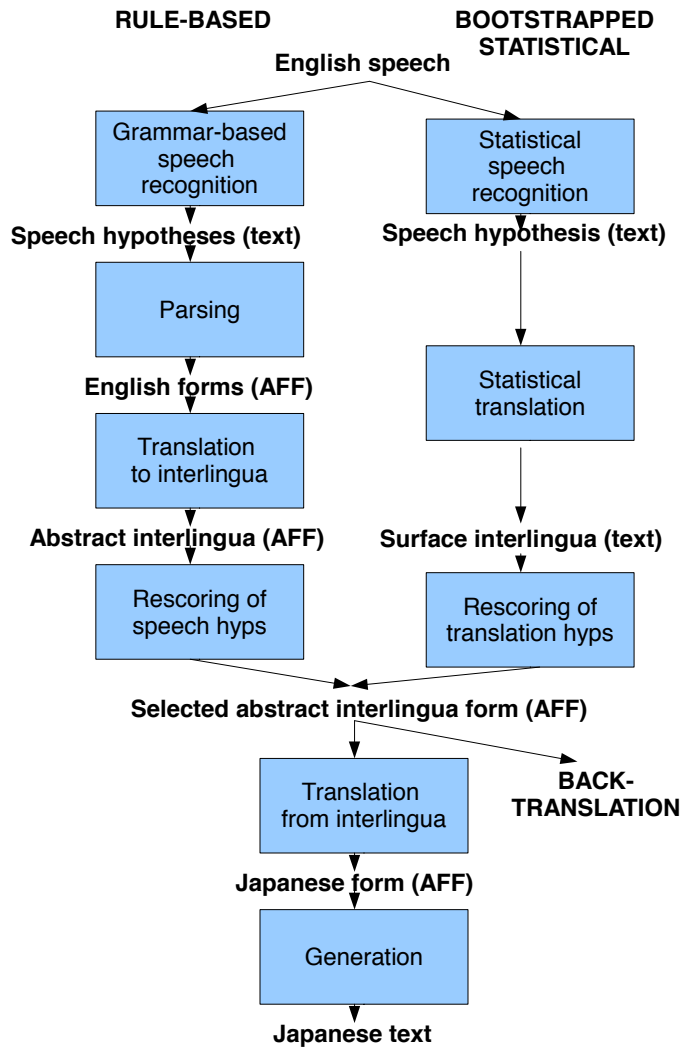 RULE-BASED
BOOTSTRAPPED
STATISTICAL
English speech
Grammar-based
speech
recognition
Statistical
speech
recognition
Speech hypotheses (text)
Speech hypothesis (text)
Parsing
English forms (AFF)
Statistical
translation
Translation
to interlingua
Abstract interlingua (AFF)
Surface interlingua (text)
Rescoring of
speech hyps
Rescoring of
translation hyps
Selected abstract interlingua form (AFF)
BACK-
TRANSLATION
Translation
from interlingua
Japanese form (AFF)
Generation
Japanese text